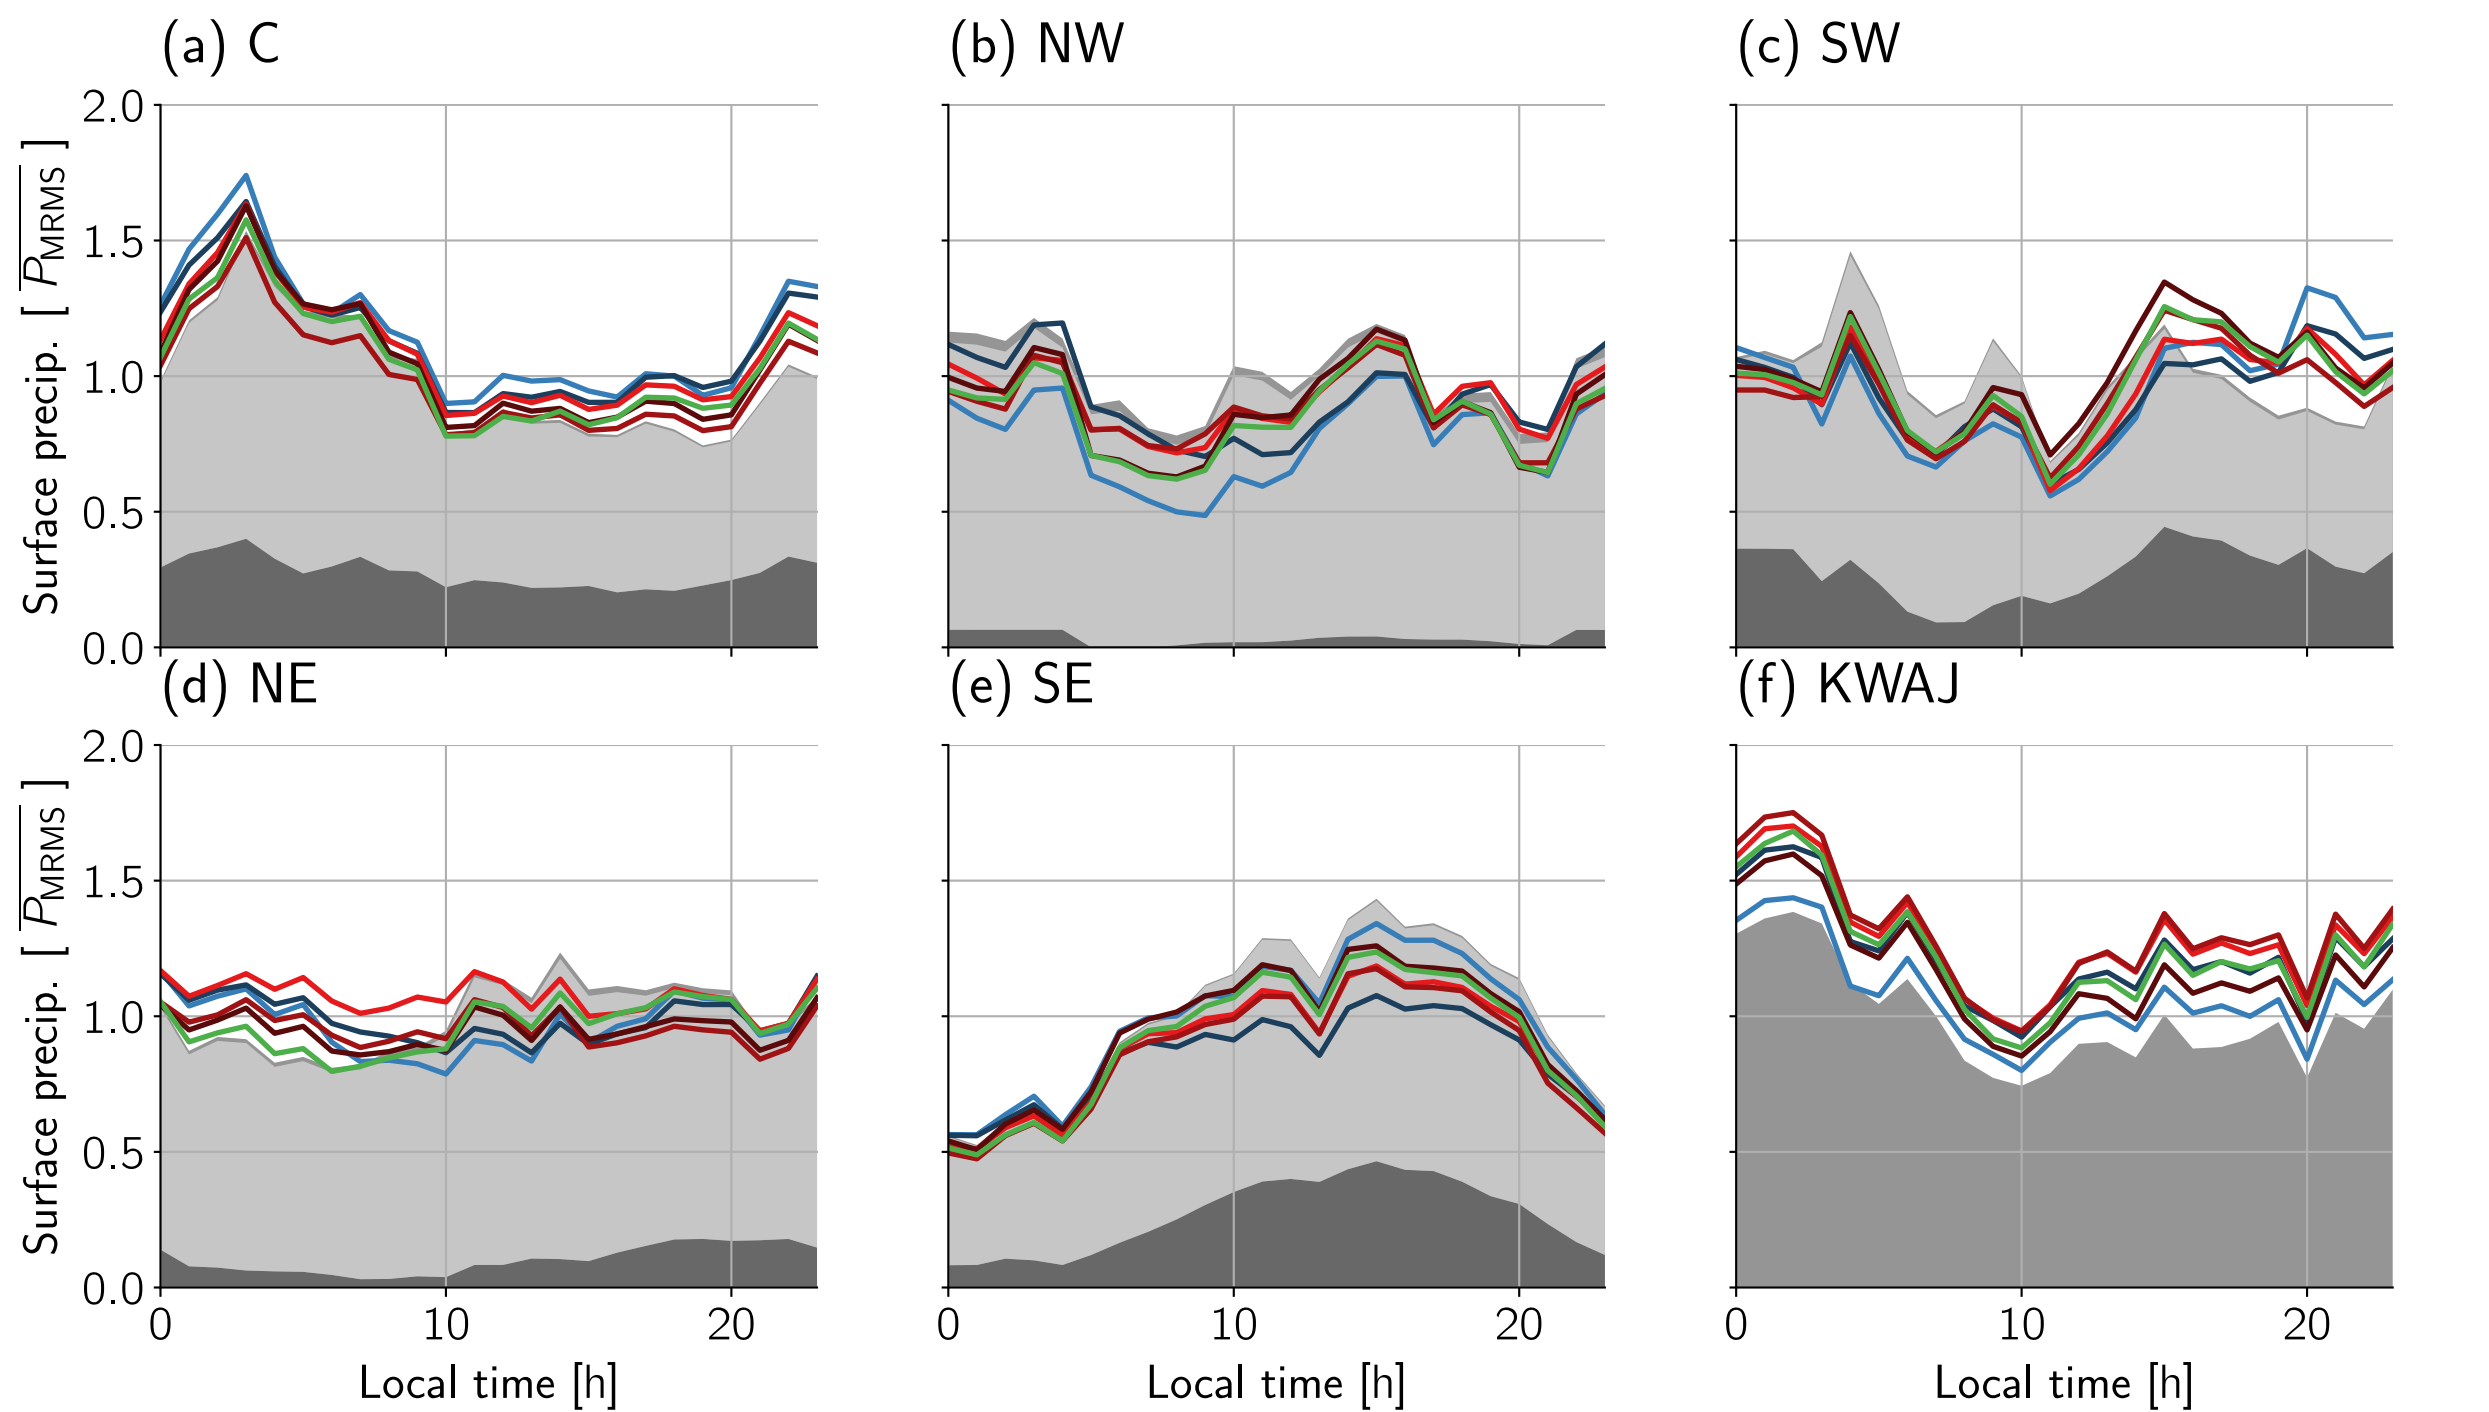 (a) C
(b) NW
(c) SW
Surface precip. [ P_MRMS ]
2.0
1.5
1.0
0.5
0.0
(d) NE
(e) SE
(f) KWAJ
Surface precip. [ P_MRMS ]
2.0
1.5
1.0
0.5
0.0
0 10 20
0 10 20
0 10 20
Local time [h]
Local time [h]
Local time [h]